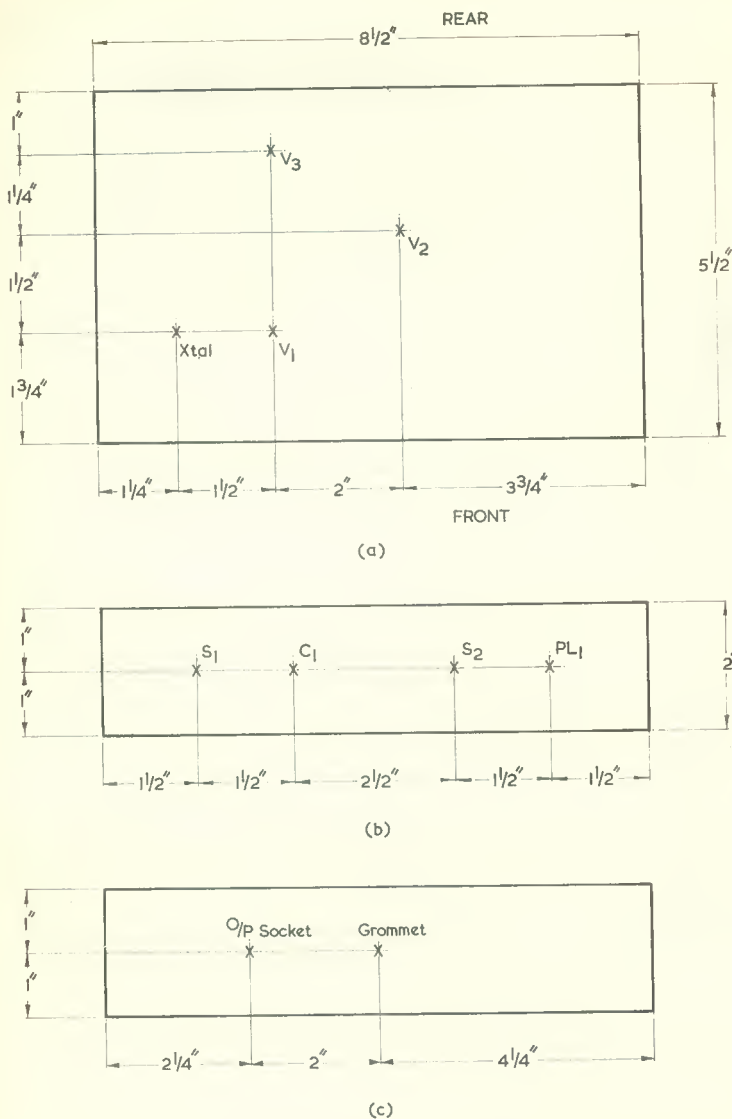 REAR
8 1/2"
1"
V3
1 1/4"
V2
1 1/2"
5 1/2"
Xtal V1
1 3/4"
1 1/4" 1 1/2" 2" 3 3/4"
FRONT
(a)
1" S1 C1 S2 PL1 2"
1"
1 1/2" 1 1/2" 2 1/2" 1 1/2" 1 1/2"
(b)
1" O/P Socket Grommet
1"
2 1/4" 2" 4 1/4"
(c)